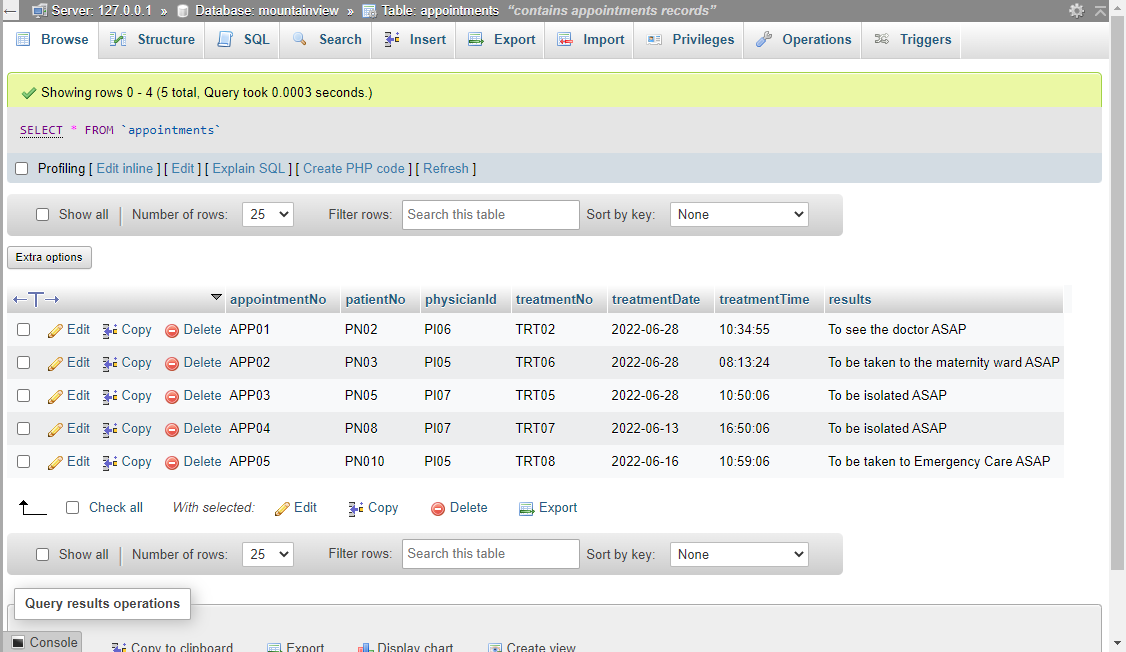 Server: 127.0.0.1 » Database: mountainview » Table: appointments “contains appointments records”
Browse Structure SQL Search Insert Export Import Privileges Operations Triggers
Showing rows 0 - 4 (5 total, Query took 0.0003 seconds.)
SELECT * FROM `appointments`
Profiling [ Edit inline ] [ Edit ] [ Explain SQL ] [ Create PHP code ] [ Refresh ]
Show all | Number of rows: 25 Filter rows: Search this table Sort by key: None
Extra options
←T→ appointmentNo patientNo physicianId treatmentNo treatmentDate treatmentTime results
Edit Copy Delete APP01 PN02 PI06 TRT02 2022-06-28 10:34:55 To see the doctor ASAP
Edit Copy Delete APP02 PN03 PI05 TRT06 2022-06-28 08:13:24 To be taken to the maternity ward ASAP
Edit Copy Delete APP03 PN05 PI07 TRT05 2022-06-28 10:50:06 To be isolated ASAP
Edit Copy Delete APP04 PN08 PI07 TRT07 2022-06-13 16:50:06 To be isolated ASAP
Edit Copy Delete APP05 PN010 PI05 TRT08 2022-06-16 10:59:06 To be taken to Emergency Care ASAP
Check all With selected: Edit Copy Delete Export
Show all | Number of rows: 25 Filter rows: Search this table Sort by key: None
Query results operations
Console Copy to clipboard Export Display chart Create view